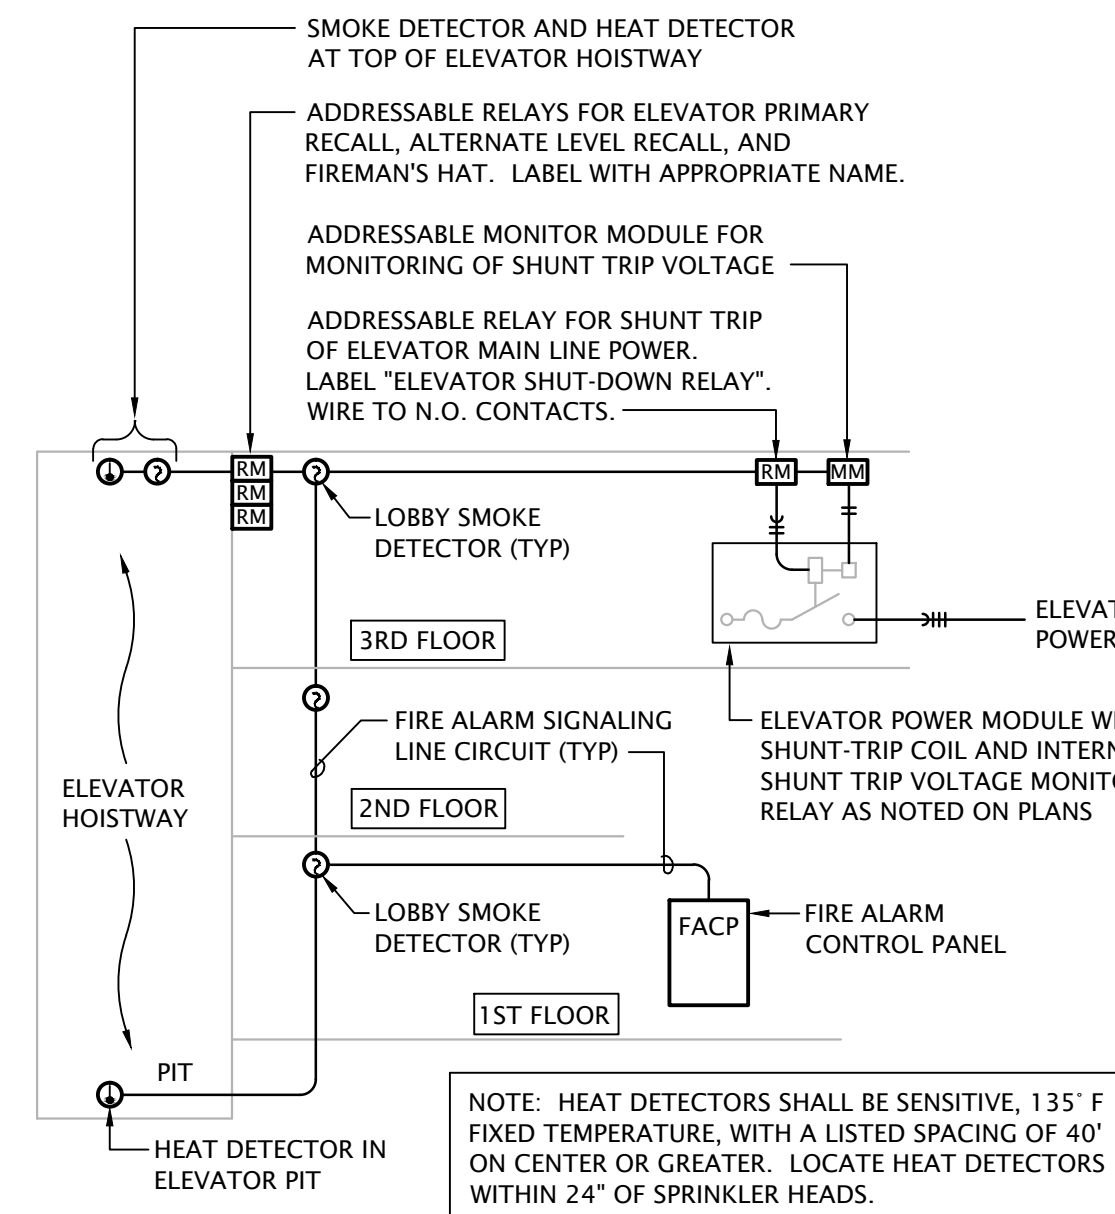 SMOKE DETECTOR AND HEAT DETECTOR
AT TOP OF ELEVATOR HOISTWAY
ADDRESSABLE RELAYS FOR ELEVATOR PRIMARY
RECALL, ALTERNATE LEVEL RECALL, AND
FIREMAN'S HAT.  LABEL WITH APPROPRIATE NAME.
ADDRESSABLE MONITOR MODULE FOR
MONITORING OF SHUNT TRIP VOLTAGE
ADDRESSABLE RELAY FOR SHUNT TRIP
OF ELEVATOR MAIN LINE POWER.
LABEL "ELEVATOR SHUT-DOWN RELAY".
WIRE TO N.O. CONTACTS.
RM
RM
RM
RM
MM
LOBBY SMOKE
DETECTOR (TYP)
3RD FLOOR
POWER
FIRE ALARM SIGNALING
LINE CIRCUIT (TYP)
ELEVATOR POWER MODULE
SHUNT-TRIP COIL AND
SHUNT TRIP VOLTAGE
RELAY AS NOTED ON PLANS
ELEVATOR
HOISTWAY
2ND FLOOR
LOBBY SMOKE
DETECTOR (TYP)
FACP
FIRE ALARM
CONTROL PANEL
1ST FLOOR
PIT
HEAT DETECTOR IN
ELEVATOR PIT
NOTE:  HEAT DETECTORS SHALL BE SENSITIVE, 135° F
FIXED TEMPERATURE, WITH A LISTED SPACING OF 40'
ON CENTER OR GREATER.  LOCATE HEAT DETECTORS
WITHIN 24" OF SPRINKLER HEADS.